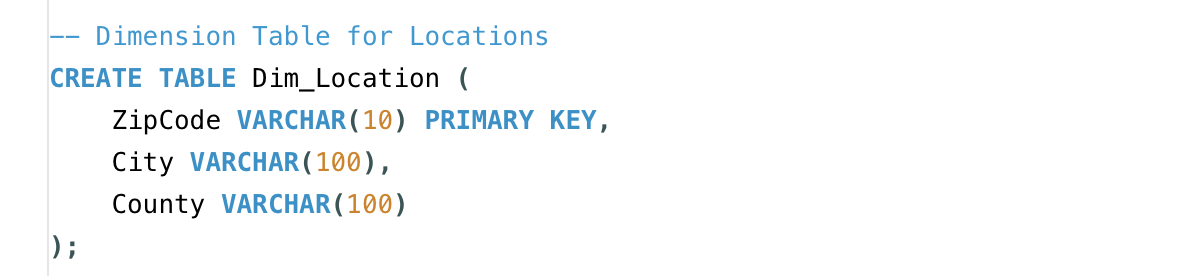 -- Dimension Table for Locations
CREATE TABLE Dim_Location (
    ZipCode VARCHAR(10) PRIMARY KEY,
    City VARCHAR(100),
    County VARCHAR(100)
);